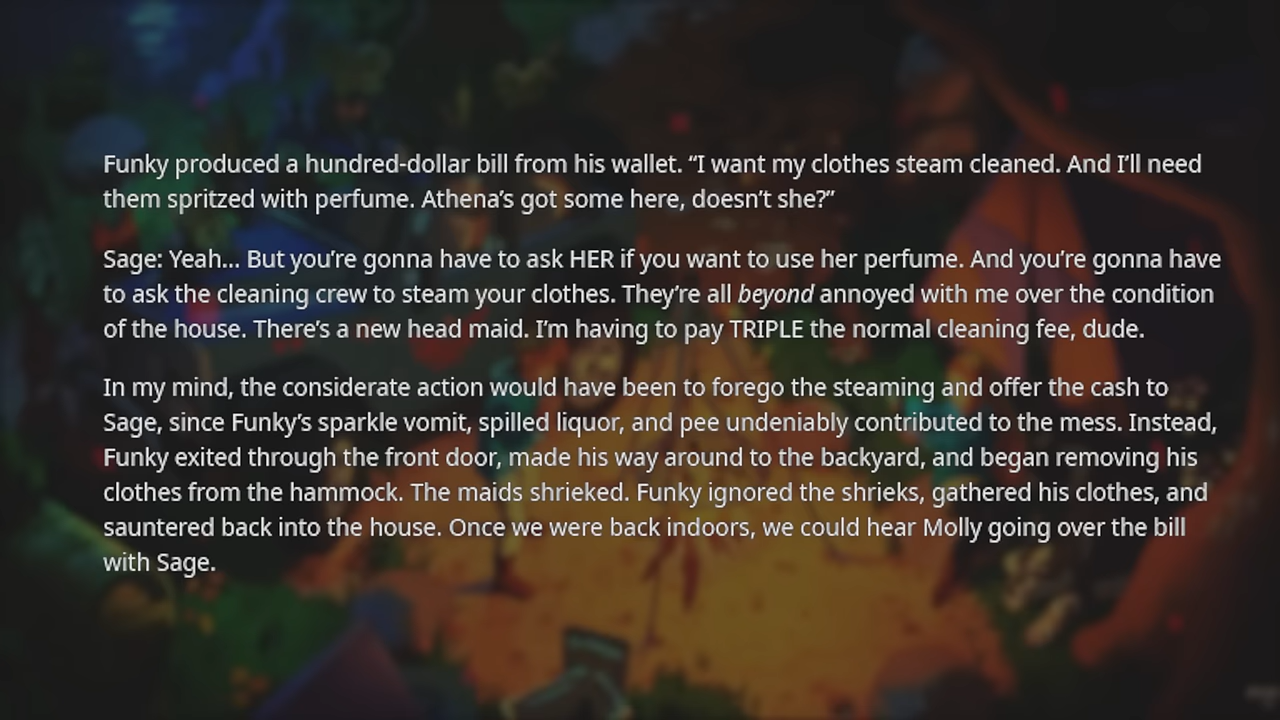 Funky produced a hundred-dollar bill from his wallet. “I want my clothes steam cleaned. And I’ll need
them spritzed with perfume. Athena’s got some here, doesn’t she?”
Sage: Yeah... But you’re gonna have to ask HER if you want to use her perfume. And you’re gonna have
to ask the cleaning crew to steam your clothes. They’re all beyond annoyed with me over the condition
of the house. There’s a new head maid. I’m having to pay TRIPLE the normal cleaning fee, dude.
In my mind, the considerate action would have been to forego the steaming and offer the cash to
Sage, since Funky’s sparkle vomit, spilled liquor, and pee undeniably contributed to the mess. Instead,
Funky exited through the front door, made his way around to the backyard, and began removing his
clothes from the hammock. The maids shrieked. Funky ignored the shrieks, gathered his clothes, and
sauntered back into the house. Once we were back indoors, we could hear Molly going over the bill
with Sage.